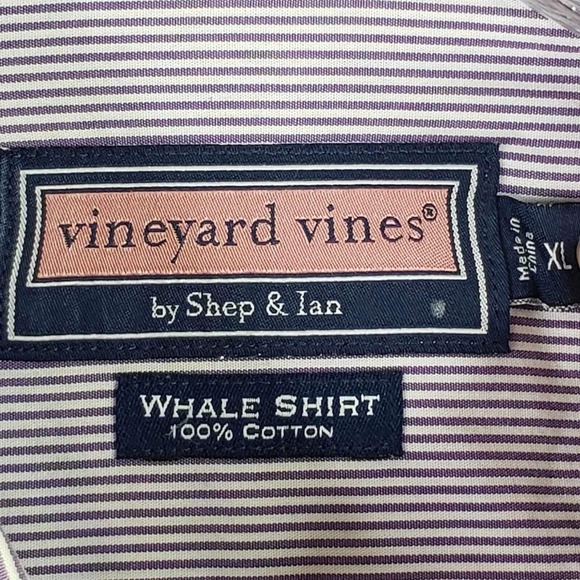 vineyard vines®
by Shep & Ian
Made in
China
XL
WHALE SHIRT
100% COTTON